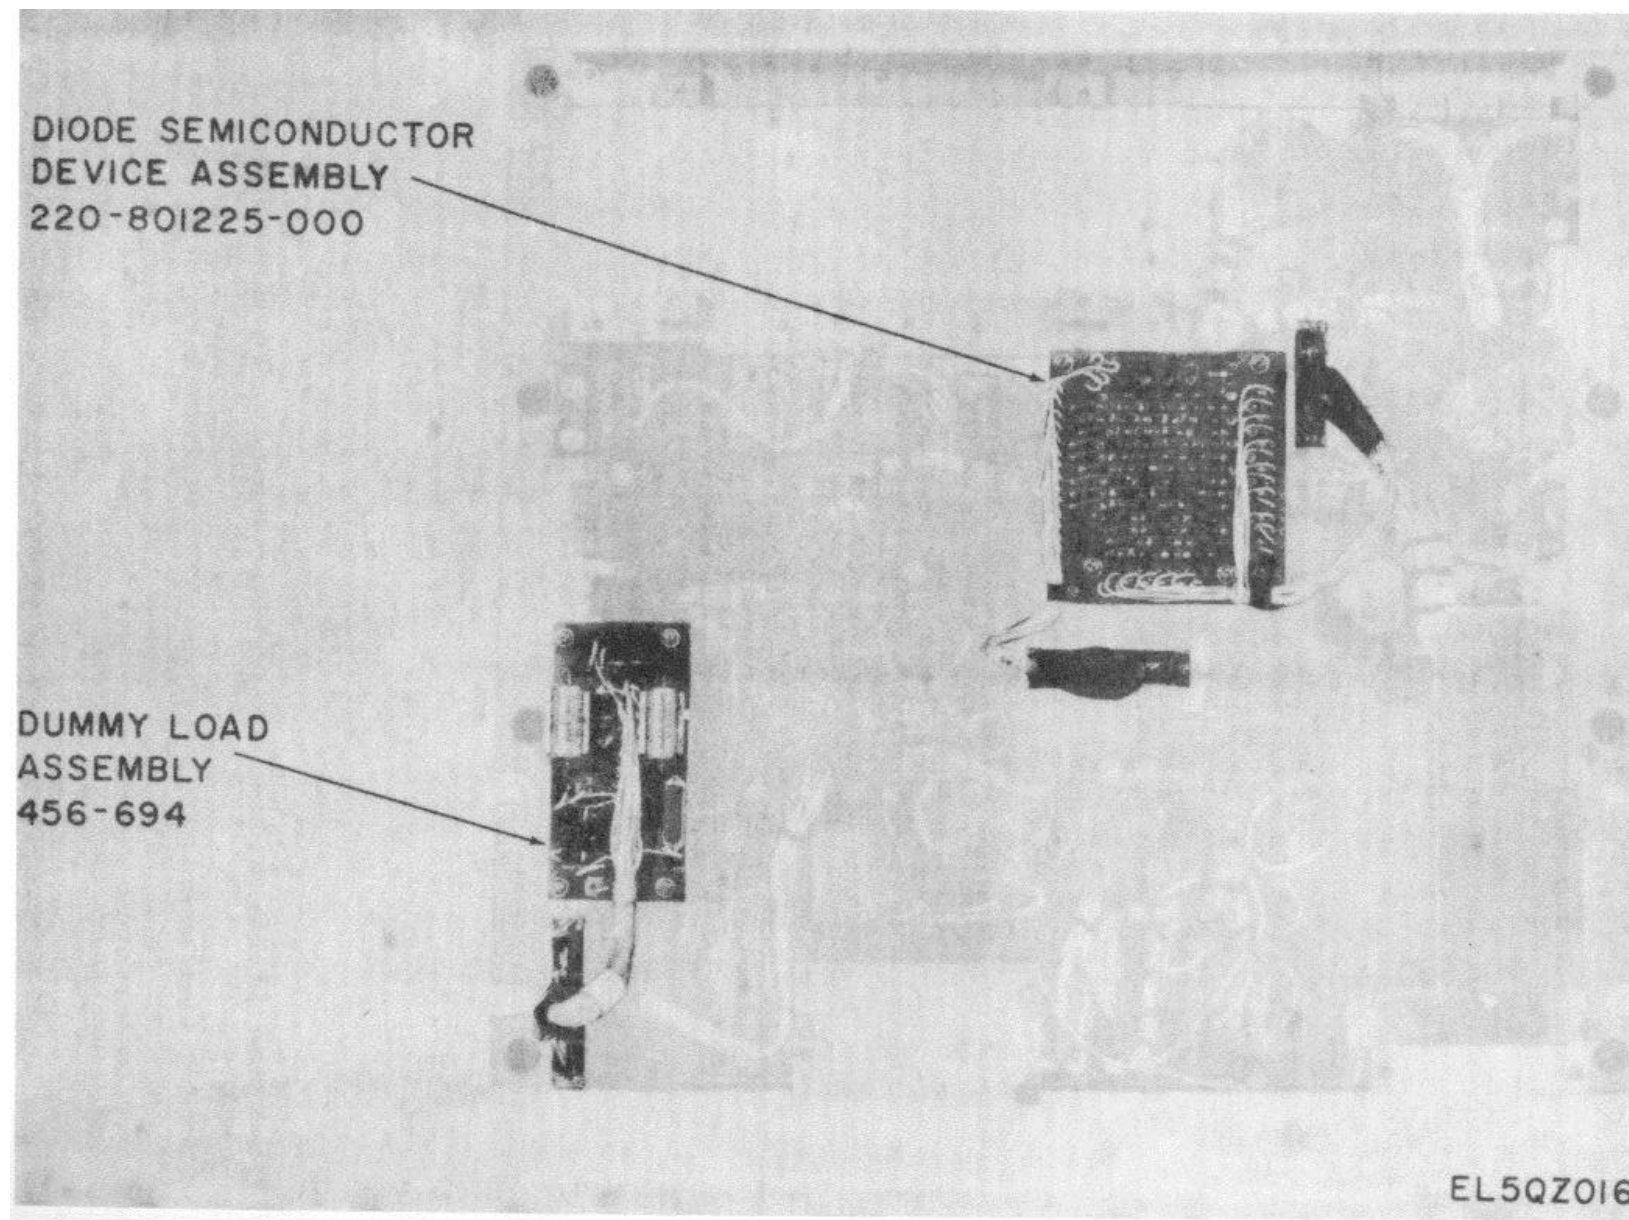 DIODE SEMICONDUCTOR
DEVICE ASSEMBLY
220-801225-000
DUMMY LOAD
ASSEMBLY
456-694
EL5QZ016